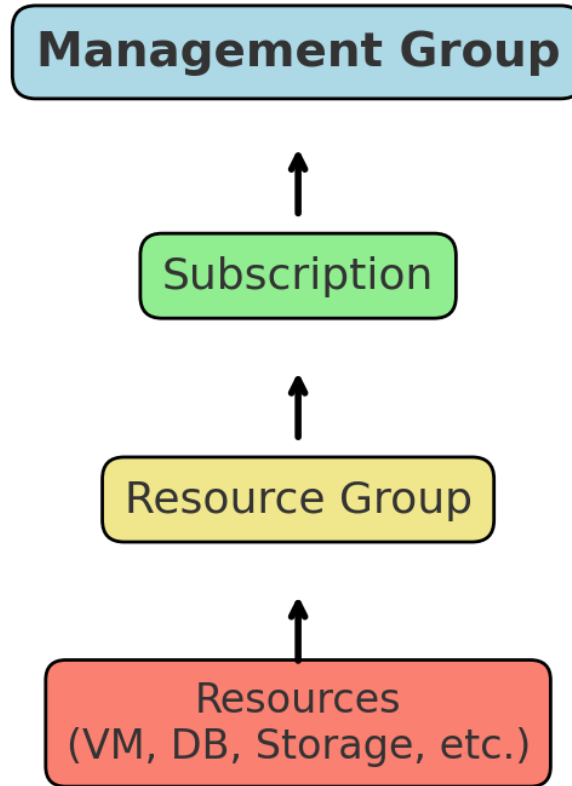 Management Group
Subscription
Resource Group
Resources
(VM, DB, Storage, etc.)